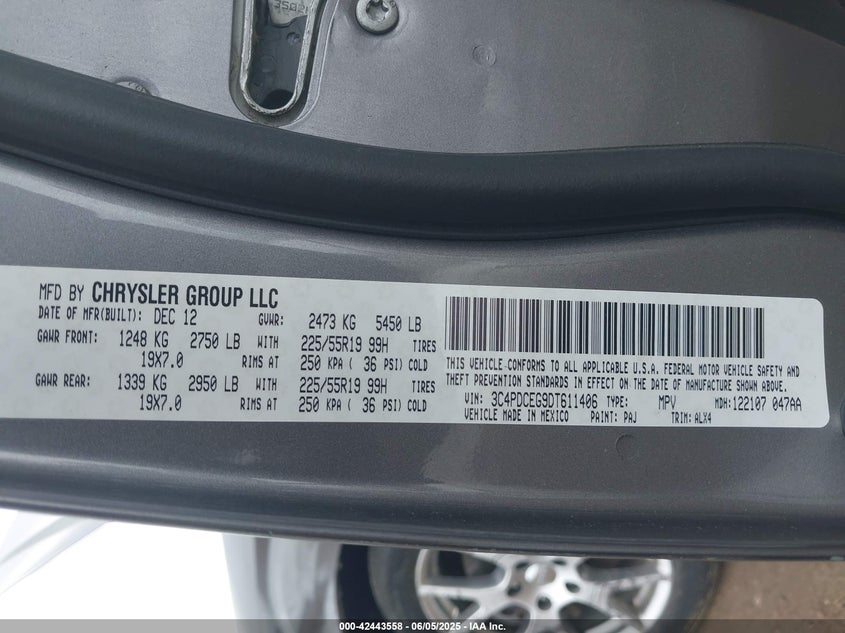 MFD BY CHRYSLER GROUP LLC
DATE OF MFR(BUILT): DEC 12 GVWR: 2473 KG 5450 LB
GAWR FRONT: 1248 KG 2750 LB WITH 225/55R19 99H TIRES
19X7.0 RIMS AT 250 KPA ( 36 PSI) COLD
GAWR REAR: 1339 KG 2950 LB WITH 225/55R19 99H TIRES
19X7.0 RIMS AT 250 KPA ( 36 PSI) COLD
THIS VEHICLE CONFORMS TO ALL APPLICABLE U.S.A. FEDERAL MOTOR VEHICLE SAFETY AND
THEFT PREVENTION STANDARDS IN EFFECT ON THE DATE OF MANUFACTURE SHOWN ABOVE.
VIN: 3C4PDCEG9DT611406 TYPE: MPV MDH: 122107 047AA
VEHICLE MADE IN MEXICO PAINT: PAJ TRIM: ALX4
000-42443558 - 06/05/2025 - IAA Inc.